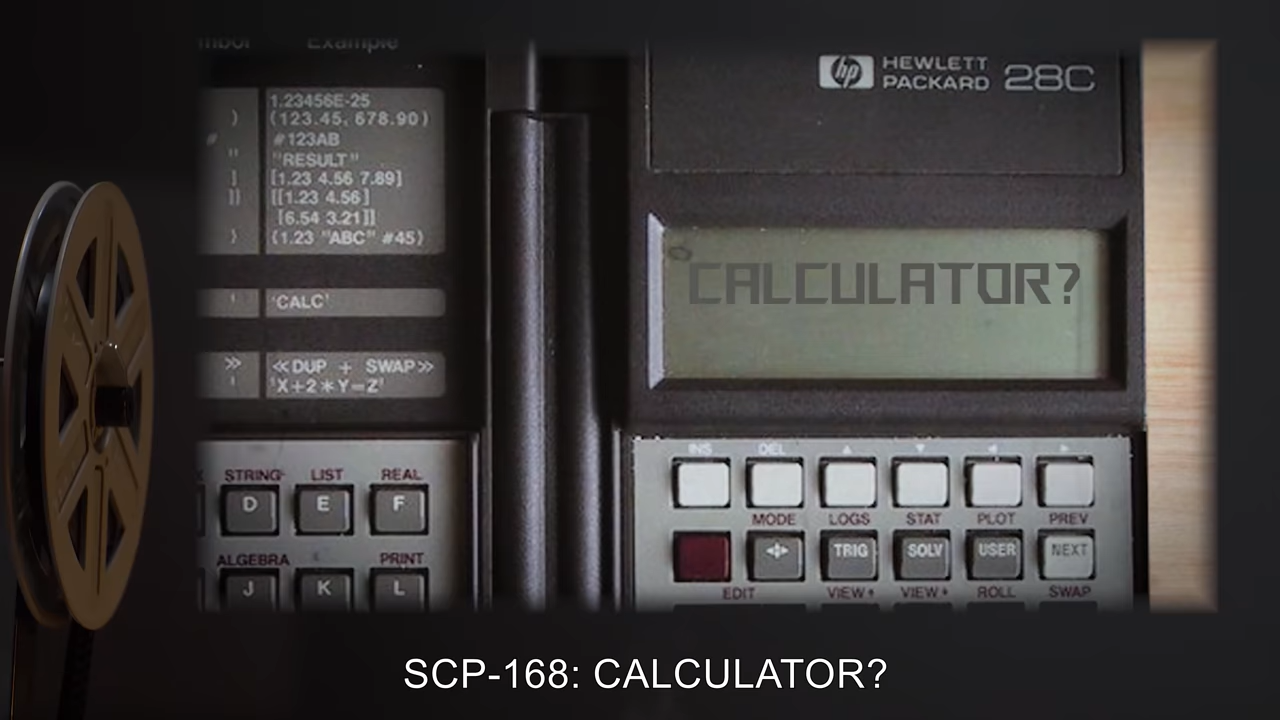 Example
1.23456E-25
) (123.45, 678.90)
# #123AB
" "RESULT"
] [1.23 4.56 7.89]
]] [[1.23 4.56]
[6.54 3.21]]
} {1.23 "ABC" #45}
' 'CALC'
» «DUP + SWAP»
' 'X+2*Y=Z'
STRING LIST REAL
D E F
ALGEBRA PRINT
J K L
hp HEWLETT PACKARD 28C
CALCULATOR?
INS DEL ▲ ▼ ◄ ►
MODE LOGS STAT PLOT PREV
TRIG SOLV USER NEXT
EDIT VIEW↑ VIEW↓ ROLL SWAP
SCP-168: CALCULATOR?